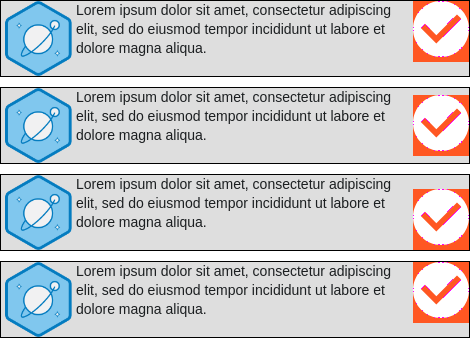 Lorem ipsum dolor sit amet, consectetur adipiscing
elit, sed do eiusmod tempor incididunt ut labore et
dolore magna aliqua.
Lorem ipsum dolor sit amet, consectetur adipiscing
elit, sed do eiusmod tempor incididunt ut labore et
dolore magna aliqua.
Lorem ipsum dolor sit amet, consectetur adipiscing
elit, sed do eiusmod tempor incididunt ut labore et
dolore magna aliqua.
Lorem ipsum dolor sit amet, consectetur adipiscing
elit, sed do eiusmod tempor incididunt ut labore et
dolore magna aliqua.